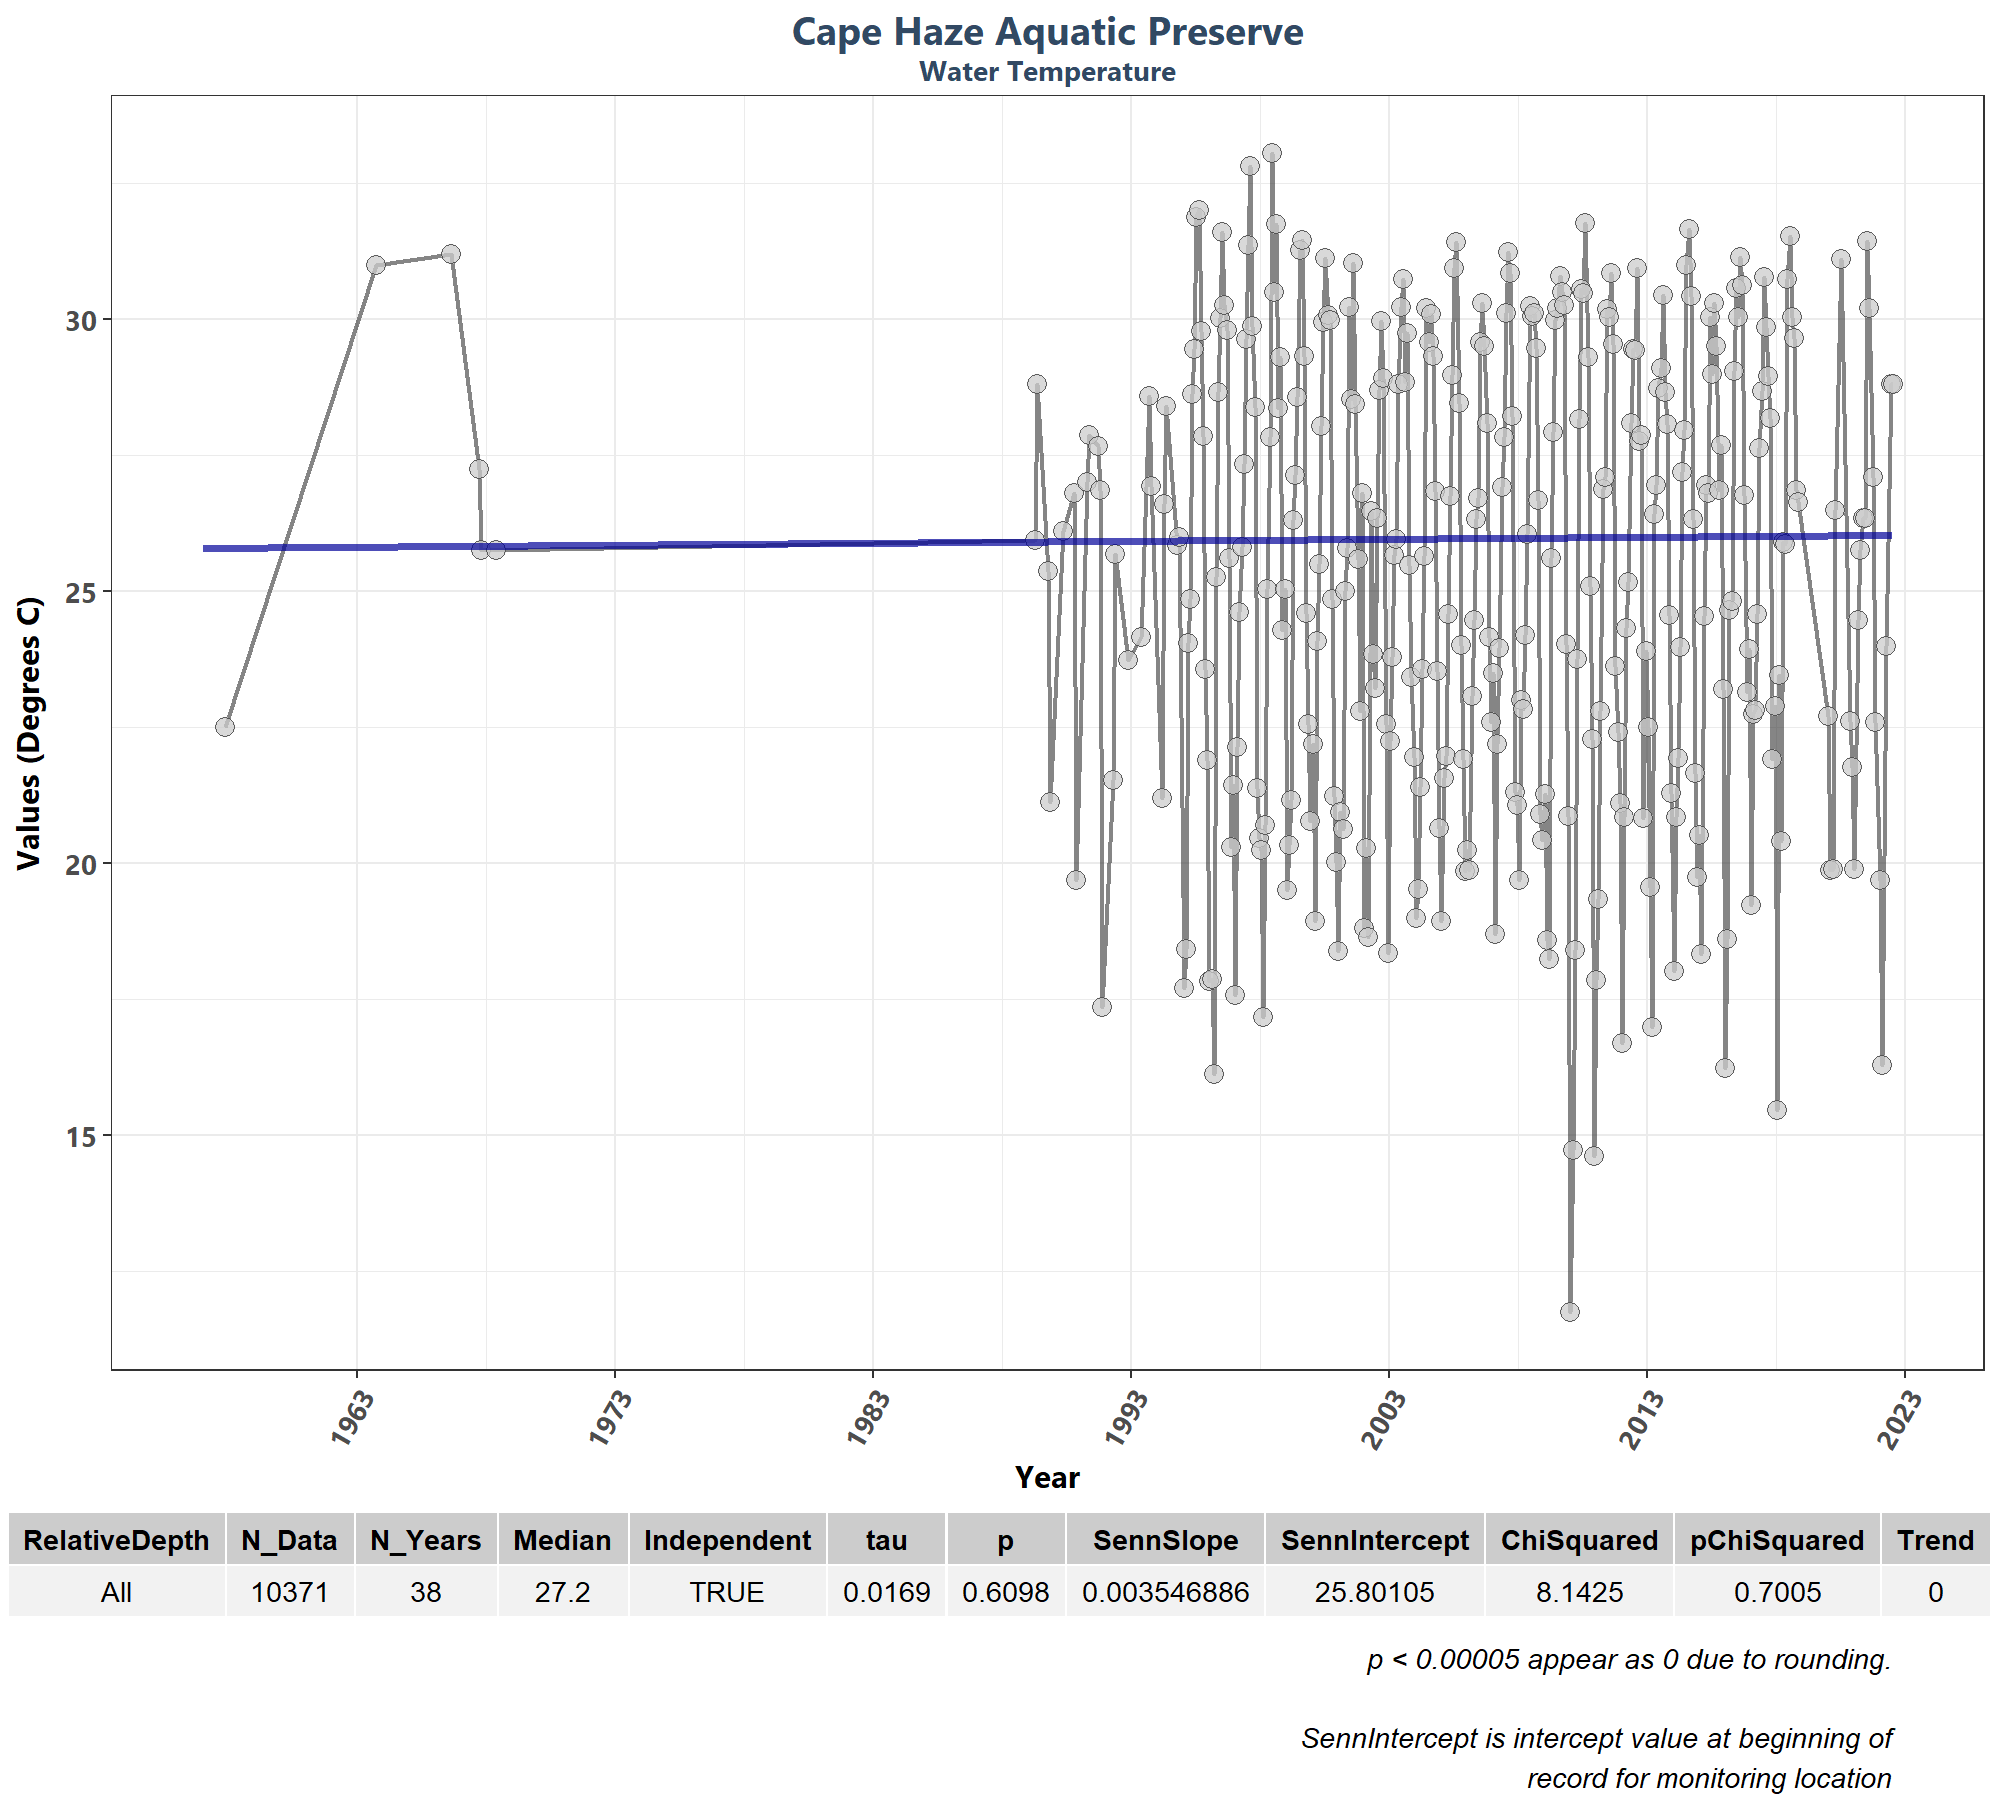 Cape Haze Aquatic Preserve
Water Temperature
Values (Degrees C)
30
25
20
15
1963 1973 1983 1993 2003 2013 2023
Year
RelativeDepth N_Data N_Years Median Independent tau p SennSlope SennIntercept ChiSquared pChiSquared Trend
All 10371 38 27.2 TRUE 0.0169 0.6098 0.003546886 25.80105 8.1425 0.7005 0
p < 0.00005 appear as 0 due to rounding.
SennIntercept is intercept value at beginning of
record for monitoring location